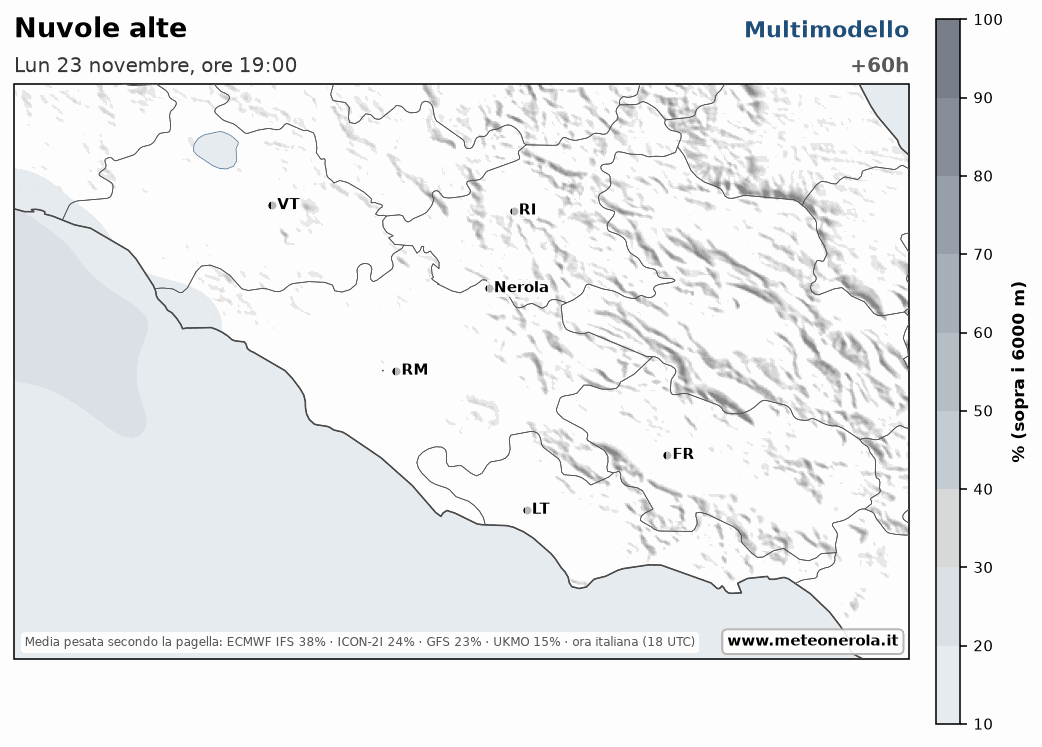 Nuvole alte
Multimodello
Lun 23 novembre, ore 19:00
+60h
VT
RI
Nerola
RM
FR
LT
Media pesata secondo la pagella: ECMWF IFS 38% · ICON-2I 24% · GFS 23% · UKMO 15% · ora italiana (18 UTC)
www.meteonerola.it
100
90
80
70
60
50
40
30
20
10
% (sopra i 6000 m)